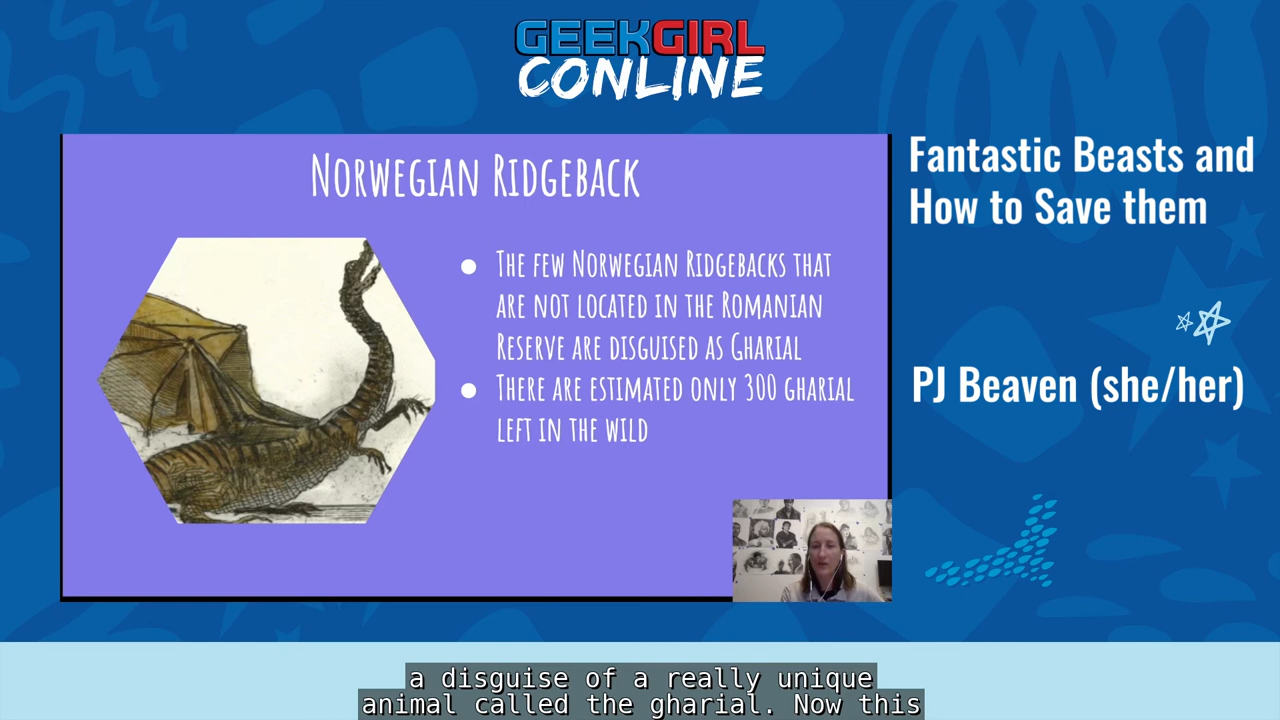 GEEKGIRL
CONLINE
NORWEGIAN RIDGEBACK
● THE FEW NORWEGIAN RIDGEBACKS THAT
ARE NOT LOCATED IN THE ROMANIAN
RESERVE ARE DISGUISED AS GHARIAL
● THERE ARE ESTIMATED ONLY 300 GHARIAL
LEFT IN THE WILD
Fantastic Beasts and
How to Save them
PJ Beaven (she/her)
a disguise of a really unique
animal called the gharial. Now this